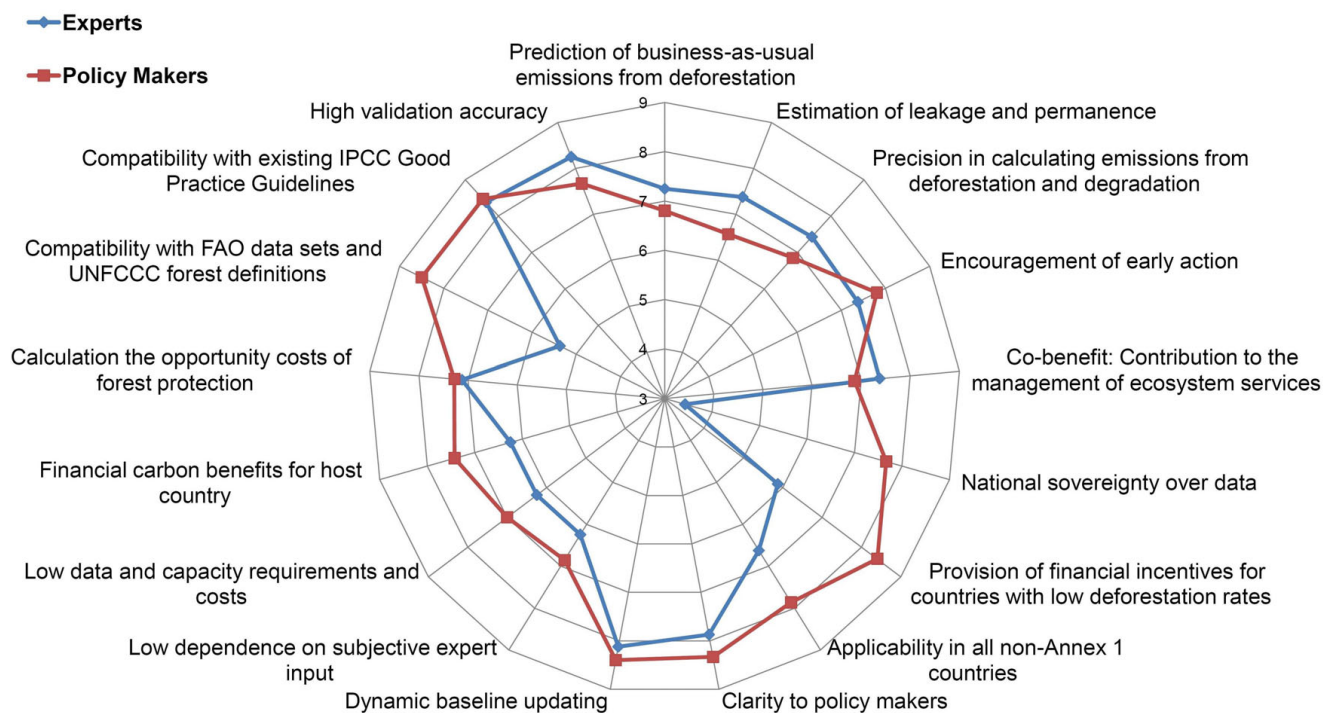 Experts
Policy Makers
Prediction of business-as-usual
emissions from deforestation
Estimation of leakage and permanence
Precision in calculating emissions from
deforestation and degradation
Encouragement of early action
Co-benefit: Contribution to the
management of ecosystem services
National sovereignty over data
Provision of financial incentives for
countries with low deforestation rates
Applicability in all non-Annex 1
countries
Clarity to policy makers
Dynamic baseline updating
Low dependence on subjective expert
input
Low data and capacity requirements and
costs
Financial carbon benefits for host
country
Calculation the opportunity costs of
forest protection
Compatibility with FAO data sets and
UNFCCC forest definitions
Compatibility with existing IPCC Good
Practice Guidelines
High validation accuracy
9
8
7
6
5
4
3